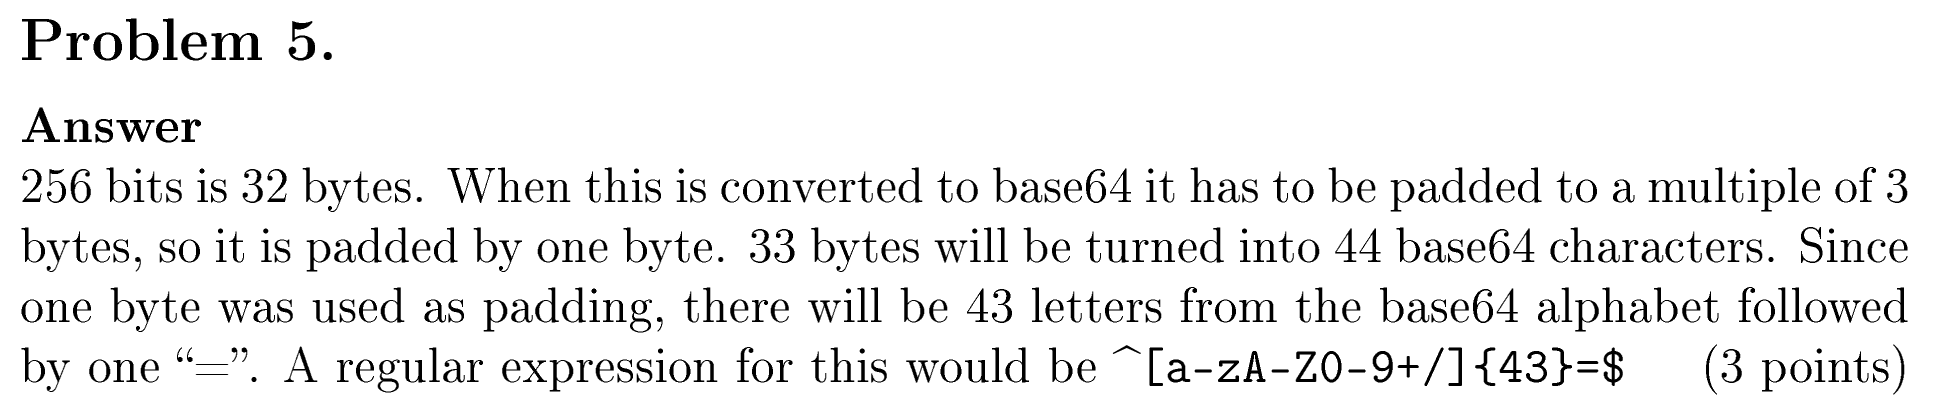 Problem 5.
Answer
256 bits is 32 bytes. When this is converted to base64 it has to be padded to a multiple of 3
bytes, so it is padded by one byte. 33 bytes will be turned into 44 base64 characters. Since
one byte was used as padding, there will be 43 letters from the base64 alphabet followed
by one “=”. A regular expression for this would be ^[a-zA-Z0-9+/]{43}=$ (3 points)